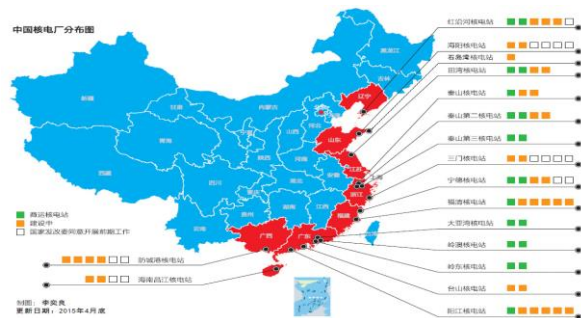 中国核电厂分布图
红沿河核电站
海阳核电站
石岛湾核电站
田湾核电站
秦山核电站
秦山第二核电站
秦山第三核电站
三门核电站
宁德核电站
福清核电站
大亚湾核电站
岭澳核电站
岭东核电站
台山核电站
阳江核电站
黑龙江
吉林
辽宁
新疆
甘肃
内蒙古
山西
河北
山东
青海
陕西
河南
江苏
西藏
四川
湖北
安徽
浙江
湖南
江西
贵州
福建
云南
广西
广东
商运核电站
建设中
国家发改委同意开展前期工作
防城港核电站
海南昌江核电站
制图：李奕良
更新日期：2015年4月底